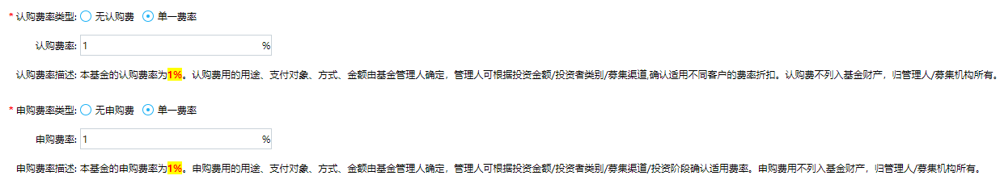 * 认购费率类型: 无认购费 单一费率
认购费率: 1 %
认购费率描述: 本基金的认购费率为1%。认购费用的用途、支付对象、方式、金额由基金管理人确定，管理人可根据投资金额/投资者类别/募集渠道,确认适用不同客户的费率折扣。认购费不列入基金财产，归管理人/募集机构所有。
* 申购费率类型: 无申购费 单一费率
申购费率: 1 %
申购费率描述: 本基金的申购费率为1%。申购费用的用途、支付对象、方式、金额由基金管理人确定，管理人可根据投资金额/投资者类别/募集渠道/投资阶段确认适用费率。申购费用不列入基金财产，归管理人/募集机构所有。